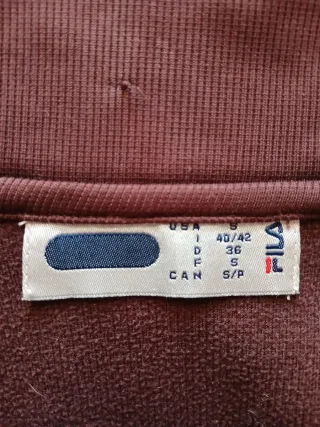 USA S
I 40/42
D 36
F S
CAN S/P
FILA